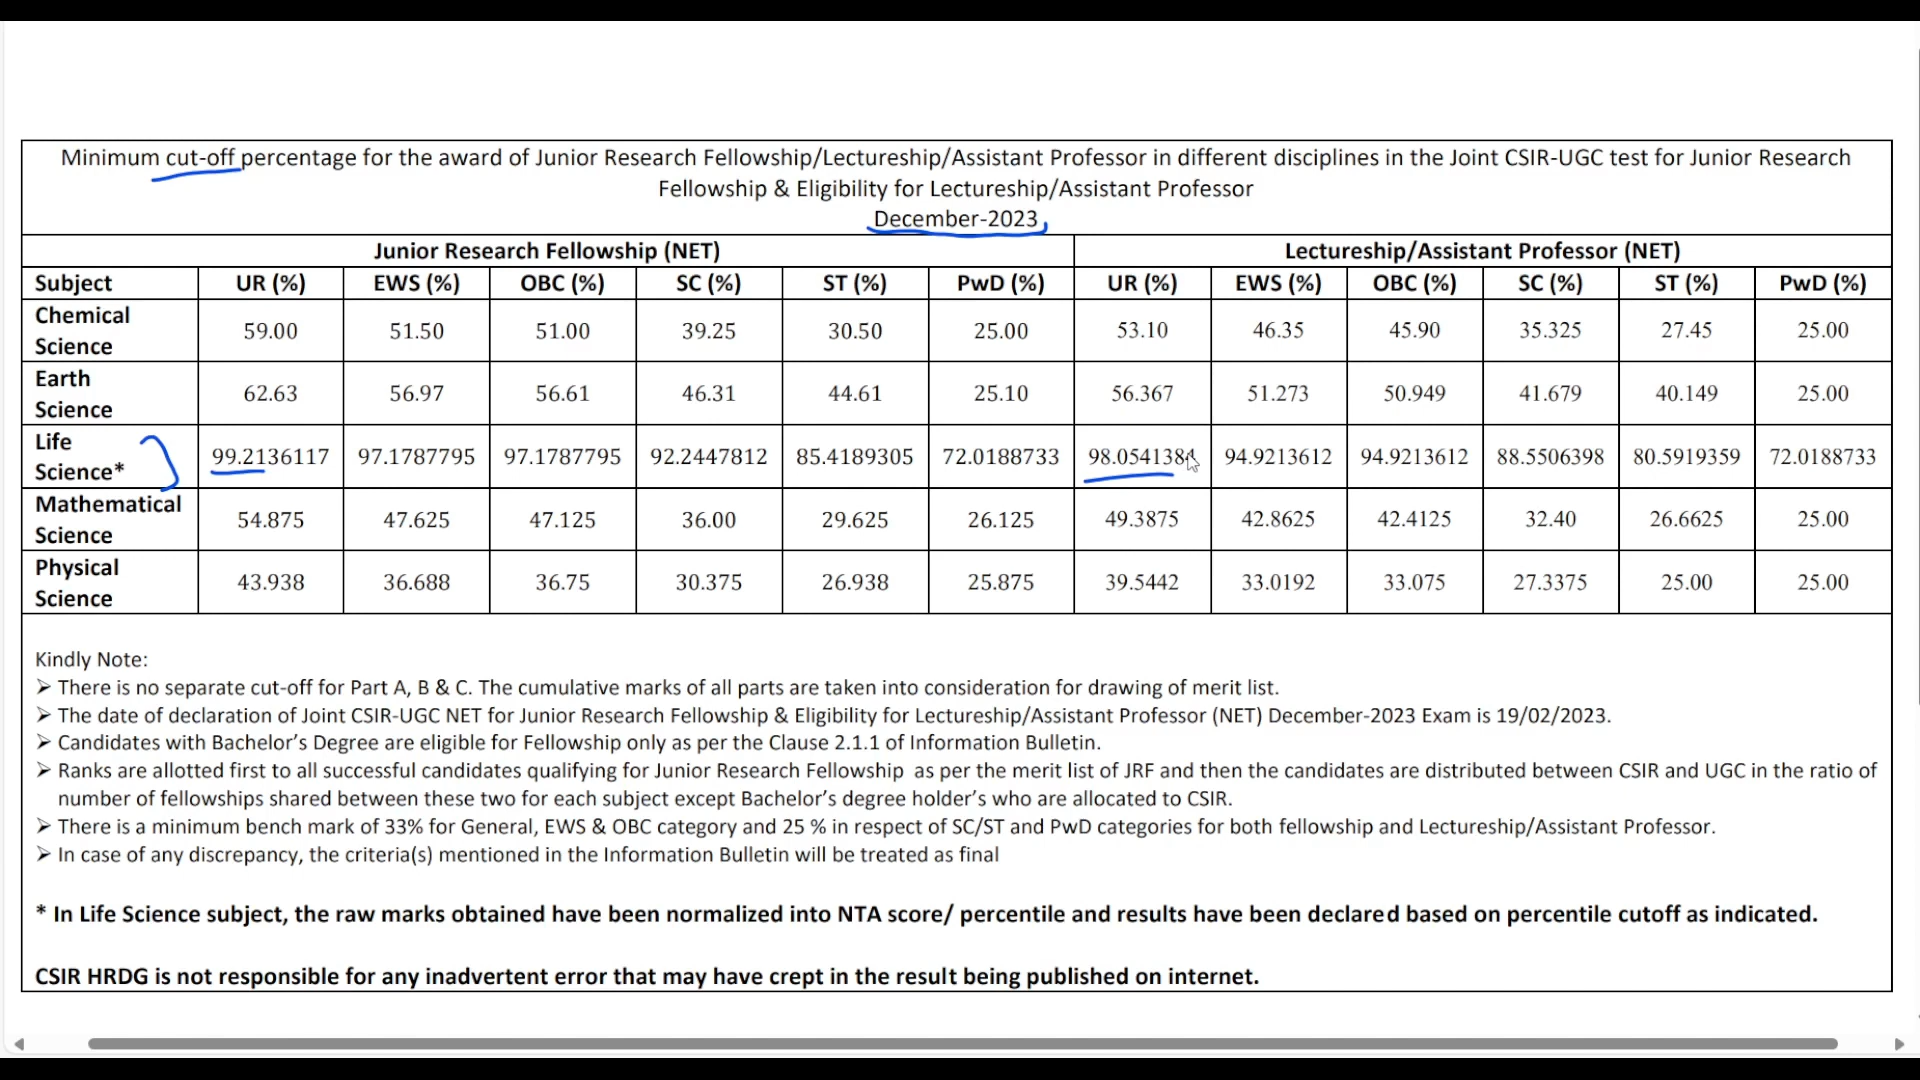 Minimum cut-off percentage for the award of Junior Research Fellowship/Lectureship/Assistant Professor in different disciplines in the Joint CSIR-UGC test for Junior Research
Fellowship & Eligibility for Lectureship/Assistant Professor
December-2023
Junior Research Fellowship (NET) Lectureship/Assistant Professor (NET)
Subject UR (%) EWS (%) OBC (%) SC (%) ST (%) PwD (%) UR (%) EWS (%) OBC (%) SC (%) ST (%) PwD (%)
Chemical
Science 59.00 51.50 51.00 39.25 30.50 25.00 53.10 46.35 45.90 35.325 27.45 25.00
Earth
Science 62.63 56.97 56.61 46.31 44.61 25.10 56.367 51.273 50.949 41.679 40.149 25.00
Life
Science* 99.2136117 97.1787795 97.1787795 92.2447812 85.4189305 72.0188733 98.0541384 94.9213612 94.9213612 88.5506398 80.5919359 72.0188733
Mathematical
Science 54.875 47.625 47.125 36.00 29.625 26.125 49.3875 42.8625 42.4125 32.40 26.6625 25.00
Physical
Science 43.938 36.688 36.75 30.375 26.938 25.875 39.5442 33.0192 33.075 27.3375 25.00 25.00
Kindly Note:
➢ There is no separate cut-off for Part A, B & C. The cumulative marks of all parts are taken into consideration for drawing of merit list.
➢ The date of declaration of Joint CSIR-UGC NET for Junior Research Fellowship & Eligibility for Lectureship/Assistant Professor (NET) December-2023 Exam is 19/02/2023.
➢ Candidates with Bachelor's Degree are eligible for Fellowship only as per the Clause 2.1.1 of Information Bulletin.
➢ Ranks are allotted first to all successful candidates qualifying for Junior Research Fellowship as per the merit list of JRF and then the candidates are distributed between CSIR and UGC in the ratio of
number of fellowships shared between these two for each subject except Bachelor's degree holder's who are allocated to CSIR.
➢ There is a minimum bench mark of 33% for General, EWS & OBC category and 25 % in respect of SC/ST and PwD categories for both fellowship and Lectureship/Assistant Professor.
➢ In case of any discrepancy, the criteria(s) mentioned in the Information Bulletin will be treated as final
* In Life Science subject, the raw marks obtained have been normalized into NTA score/ percentile and results have been declared based on percentile cutoff as indicated.
CSIR HRDG is not responsible for any inadvertent error that may have crept in the result being published on internet.